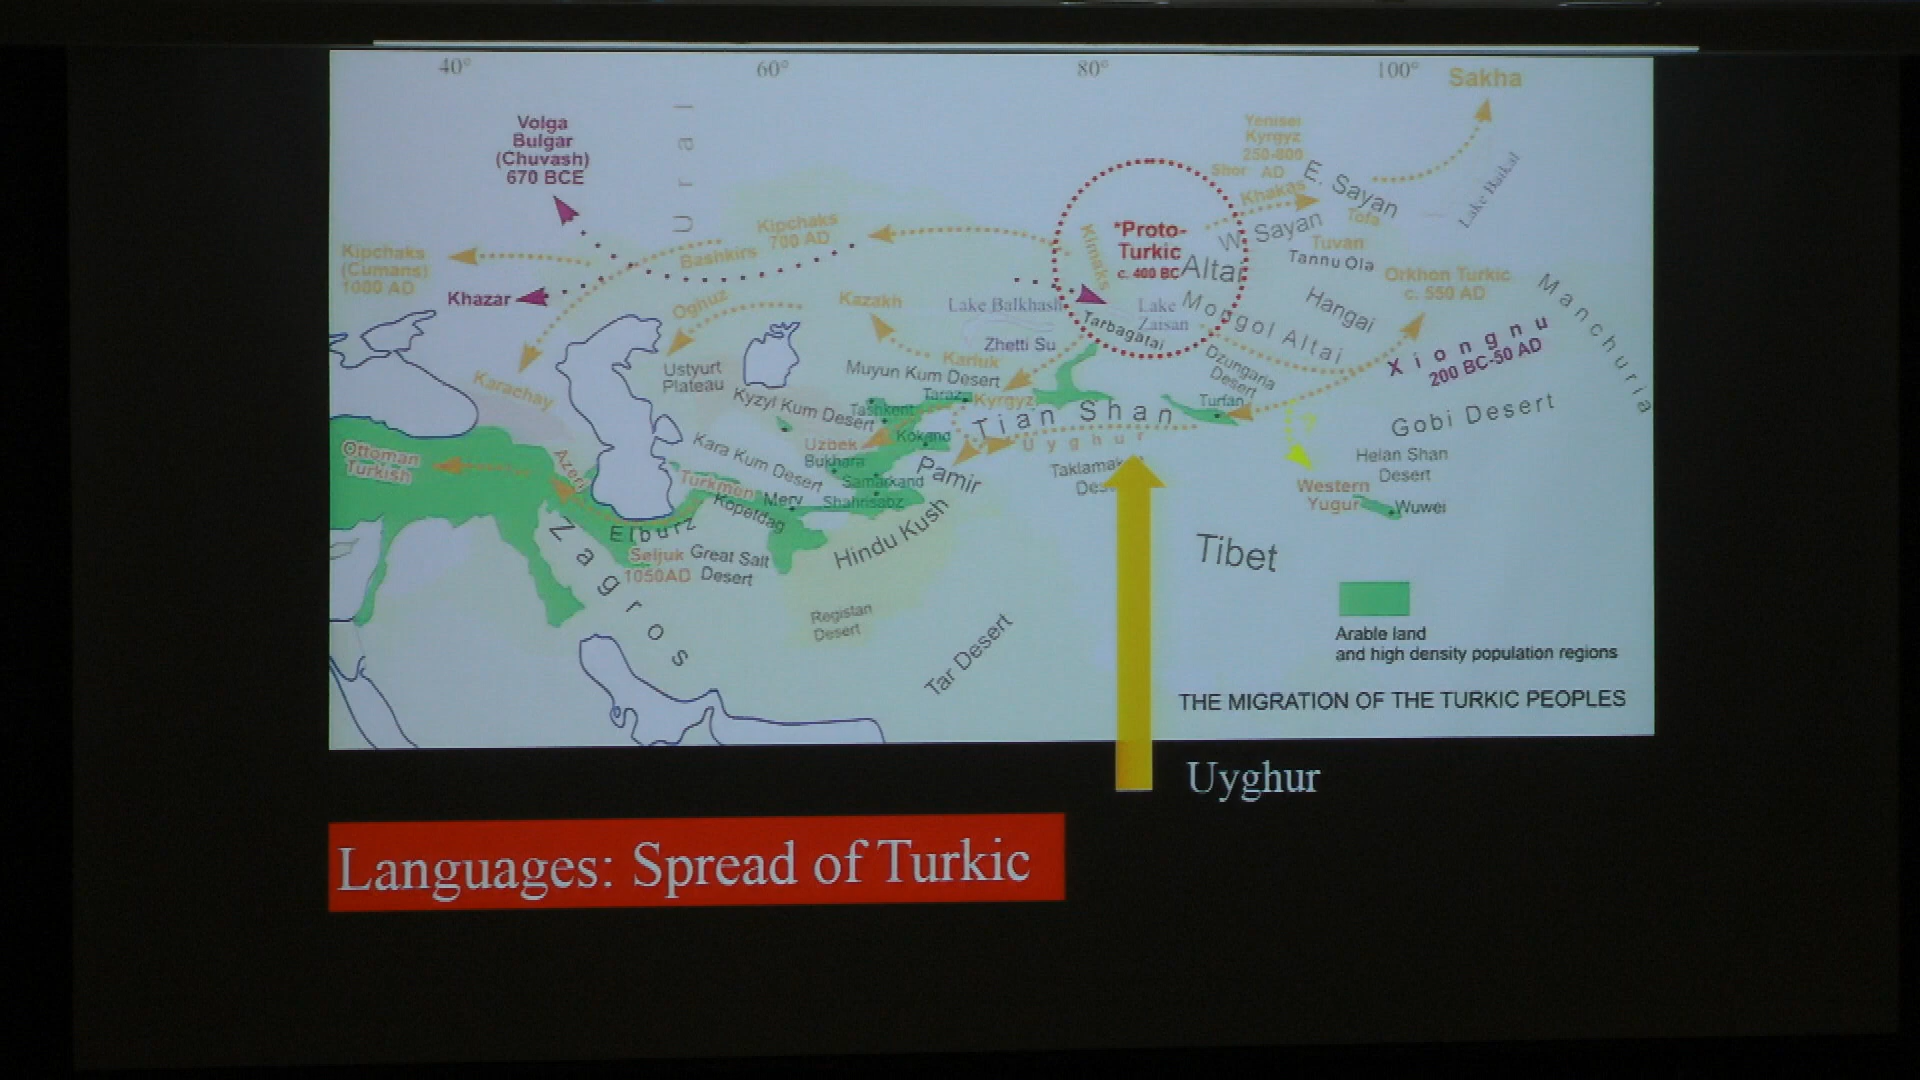 40°
60°
80°
100°
Sakha
Volga
Bulgar
(Chuvash)
670 BCE
Ural
Yenisei
Kyrgyz
250-800
AD
Shor
Khakas
E. Sayan
Lake Baikal
Kipchaks
700 AD
Bashkirs
Kipchaks
(Cumans)
1000 AD
Khazar
Kimaks
*Proto-
Turkic
c. 400 BC
Altai
W. Sayan
Tofa
Tuvan
Tannu Ola
Orkhon Turkic
c. 550 AD
Manchuria
Oghuz
Kazakh
Lake Balkhash
Lake
Zaisan
Mongol Altai
Hangai
Tarbagatai
Xiongnu
200 BC-50 AD
Zhetti Su
Karluk
Dzungaria
Desert
Ustyurt
Plateau
Muyun Kum Desert
Karachay
Kyzyl Kum Desert
Tashkent
Taraz
Kyrgyz
Tian Shan
Turfan
Gobi Desert
Uzbek
Kokand
Uyghur
?
Ottoman
Turkish
Azeri
Kara Kum Desert
Bukhara
Samarkand
Pamir
Taklamakan
Desert
Helan Shan
Desert
Turkmen
Merv
Shahrisabz
Kopetdag
Western
Yugur
Wuwei
Elburz
Zagros
Hindu Kush
Tibet
Seljuk
1050AD
Great Salt
Desert
Registan
Desert
Tar Desert
Arable land
and high density population regions
THE MIGRATION OF THE TURKIC PEOPLES
Uyghur
Languages: Spread of Turkic